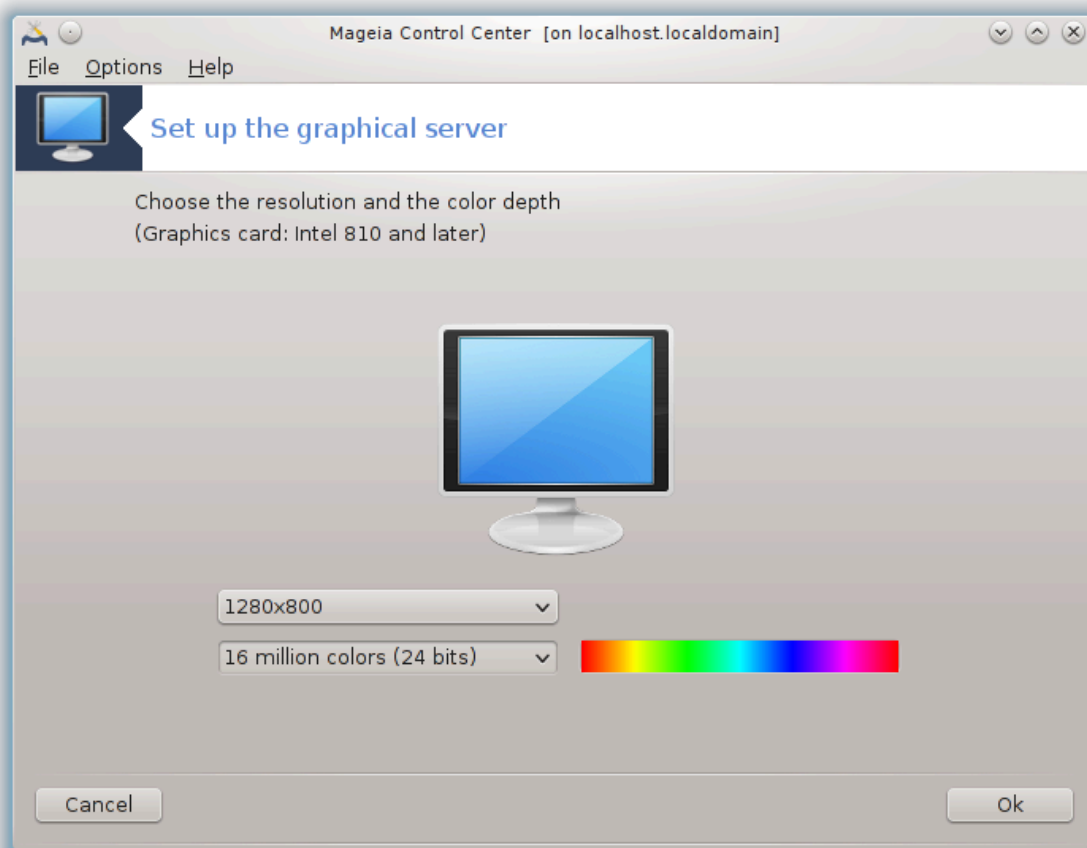 Mageia Control Center [on localhost.localdomain]
File Options Help
Set up the graphical server
Choose the resolution and the color depth
(Graphics card: Intel 810 and later)
1280x800
16 million colors (24 bits)
Cancel Ok